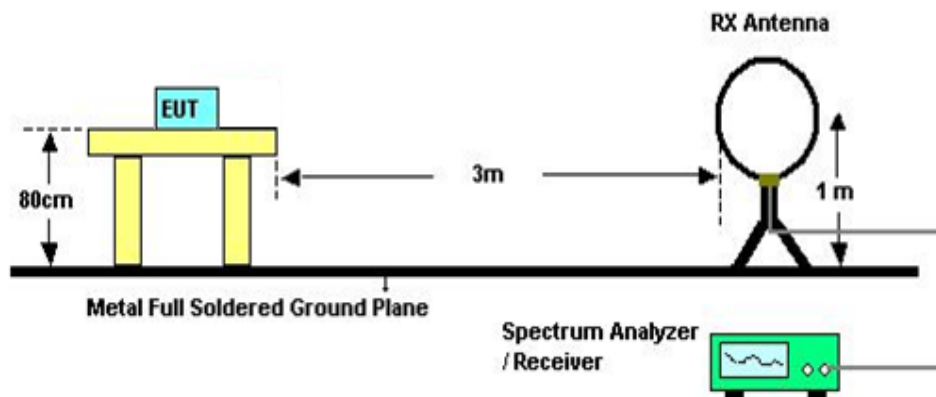 RX Antenna
EUT
3m
80cm
1 m
Metal Full Soldered Ground Plane
Spectrum Analyzer
/ Receiver